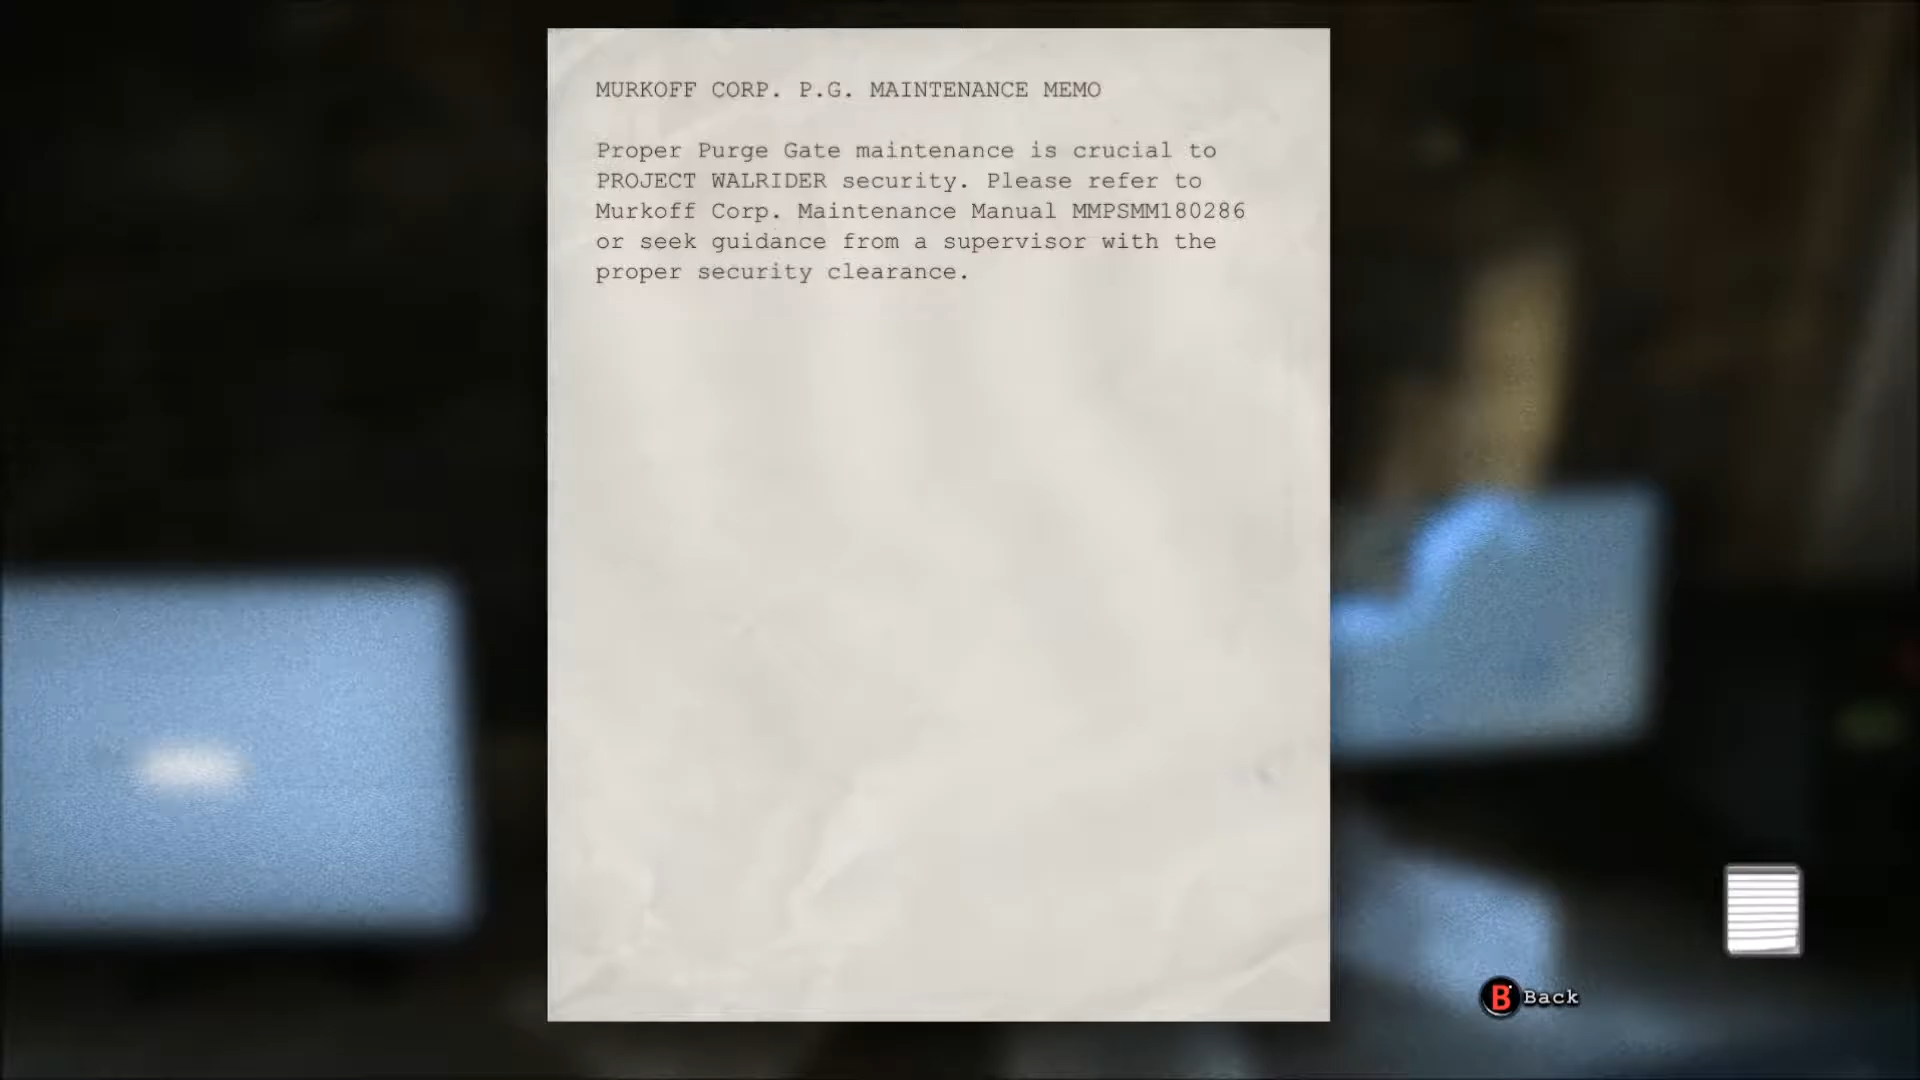 MURKOFF CORP. P.G. MAINTENANCE MEMO
Proper Purge Gate maintenance is crucial to
PROJECT WALRIDER security. Please refer to
Murkoff Corp. Maintenance Manual MMPSMM180286
or seek guidance from a supervisor with the
proper security clearance.
B Back